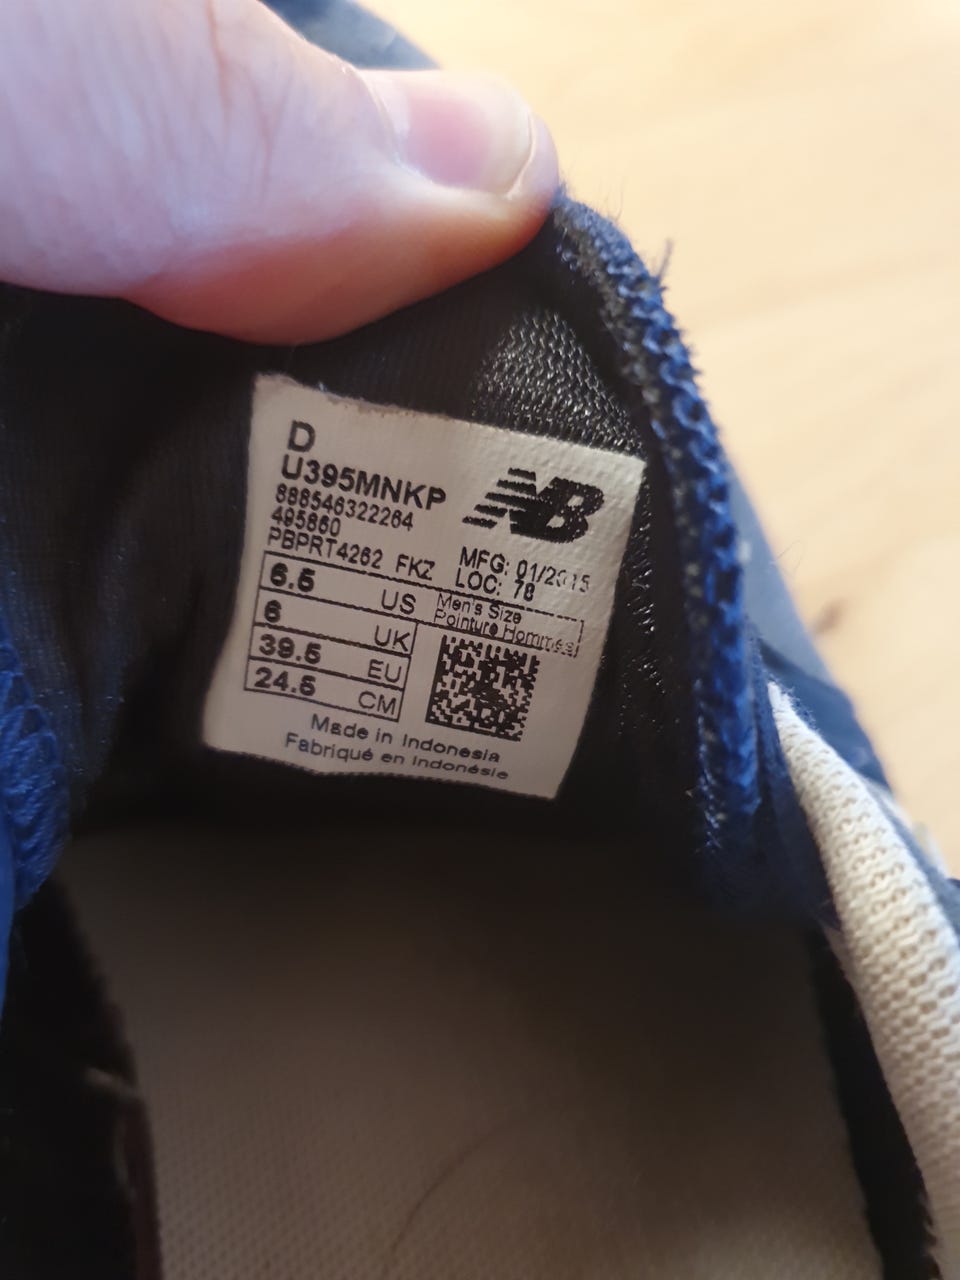 D
U395MNKP
NB
888546322264
495860
PBPRT4262 FKZ
MFG: 01/2015
LOC: 78
6.5 US
Men's Size
Pointure Hommes
6 UK
39.5 EU
24.5 CM
Made in Indonesia
Fabriqué en Indonésie